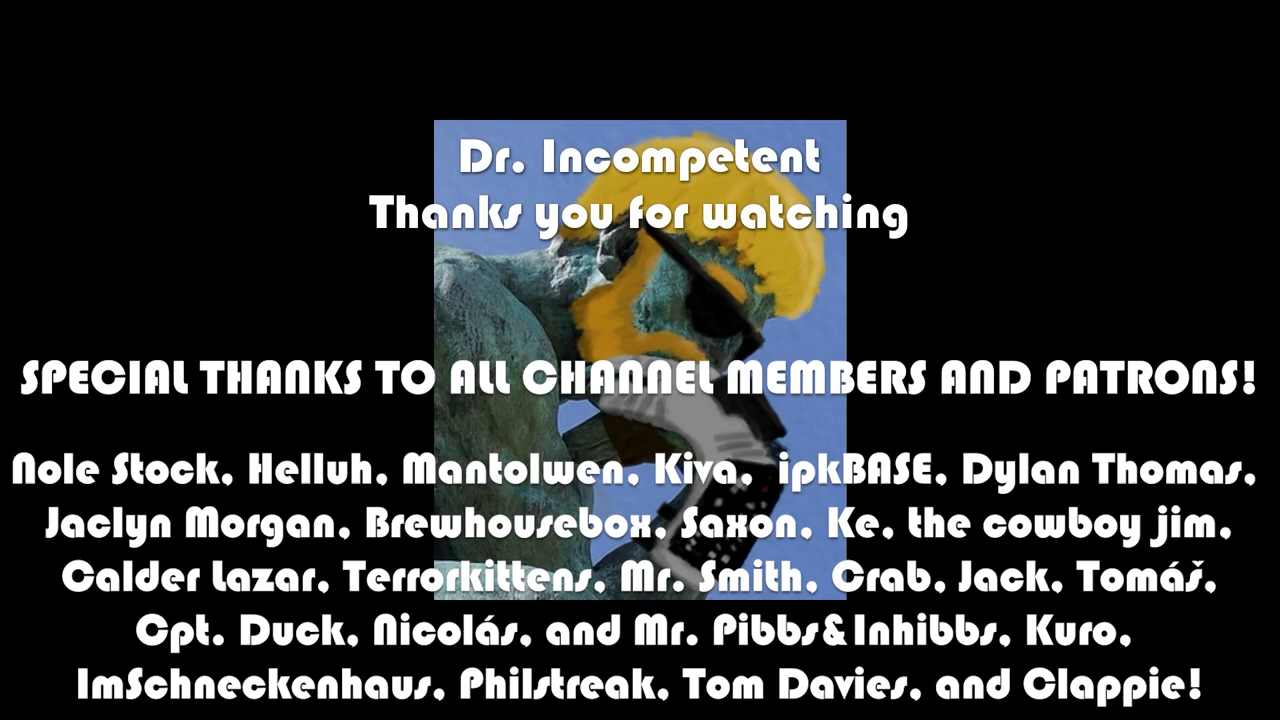 Dr. Incompetent
Thanks you for watching
SPECIAL THANKS TO ALL CHANNEL MEMBERS AND PATRONS!
Nole Stock, Helluh, Mantolwen, Kiva, ipkBASE, Dylan Thomas,
Jaclyn Morgan, Brewhousebox, Saxon, Ke, the cowboy jim,
Calder Lazar, Terrorkittens, Mr. Smith, Crab, Jack, Tomáš,
Cpt. Duck, Nicolás, and Mr. Pibbs&Inhibbs, Kuro,
ImSchneckenhaus, Philstreak, Tom Davies, and Clappie!